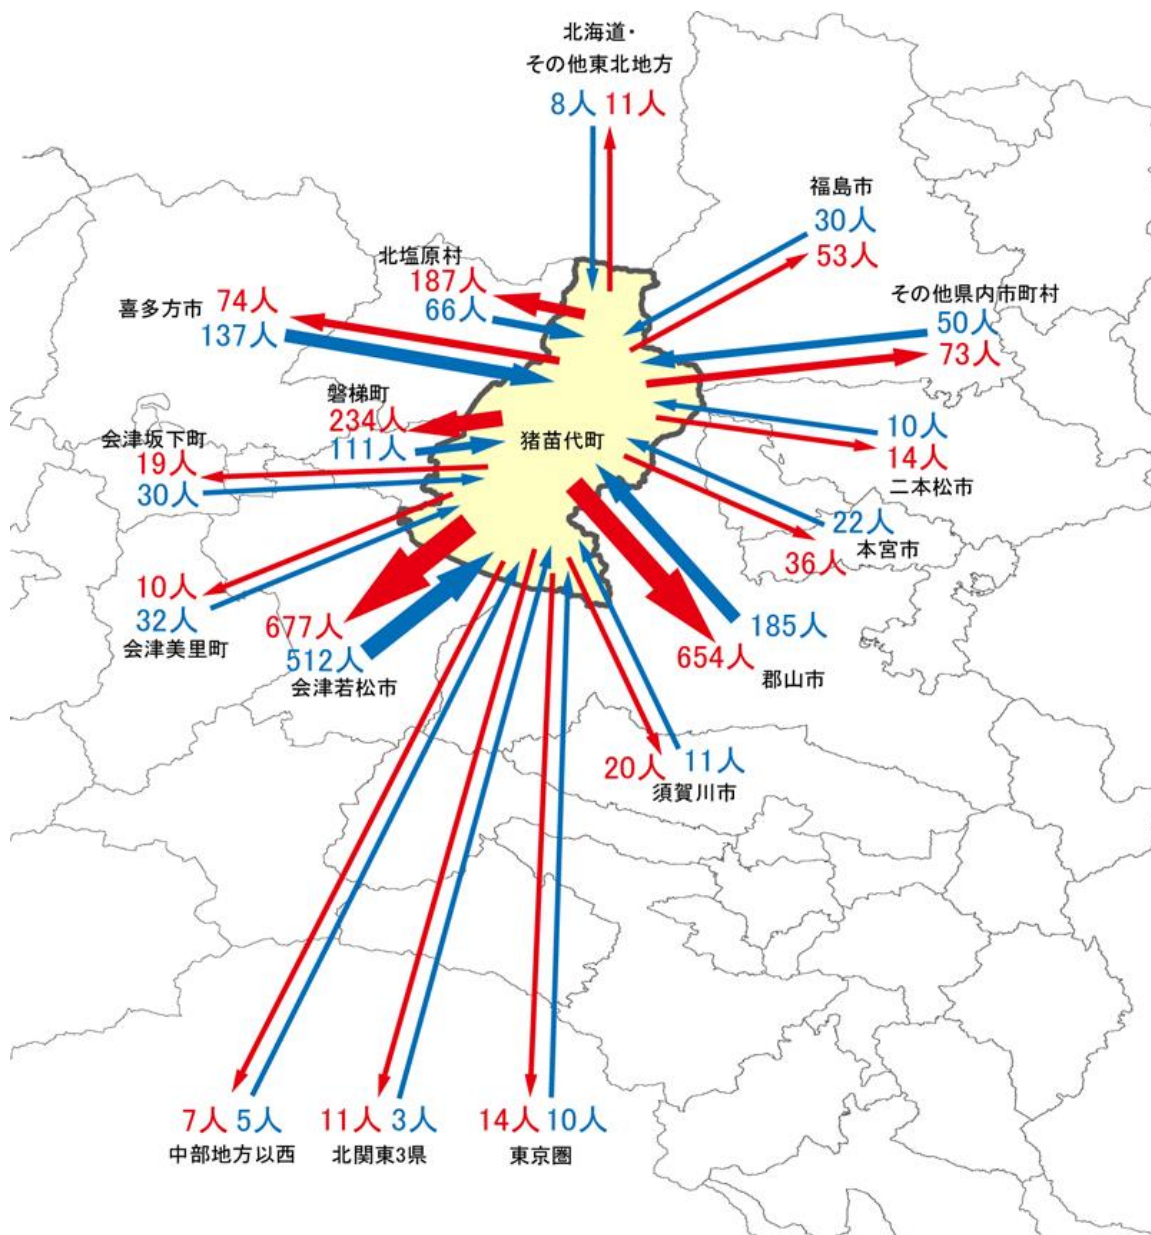 北海道・
その他東北地方
8人 11人
福島市
30人
53人
北塩原村
187人
66人
その他県内市町村
50人
73人
喜多方市
74人
137人
磐梯町
234人
111人
猪苗代町
10人
14人
二本松市
会津坂下町
19人
30人
22人
36人
本宮市
10人
32人
会津美里町
677人
512人
会津若松市
185人
654人
郡山市
20人 11人
須賀川市
7人 5人
中部地方以西
11人 3人
北関東3県
14人 10人
東京圏